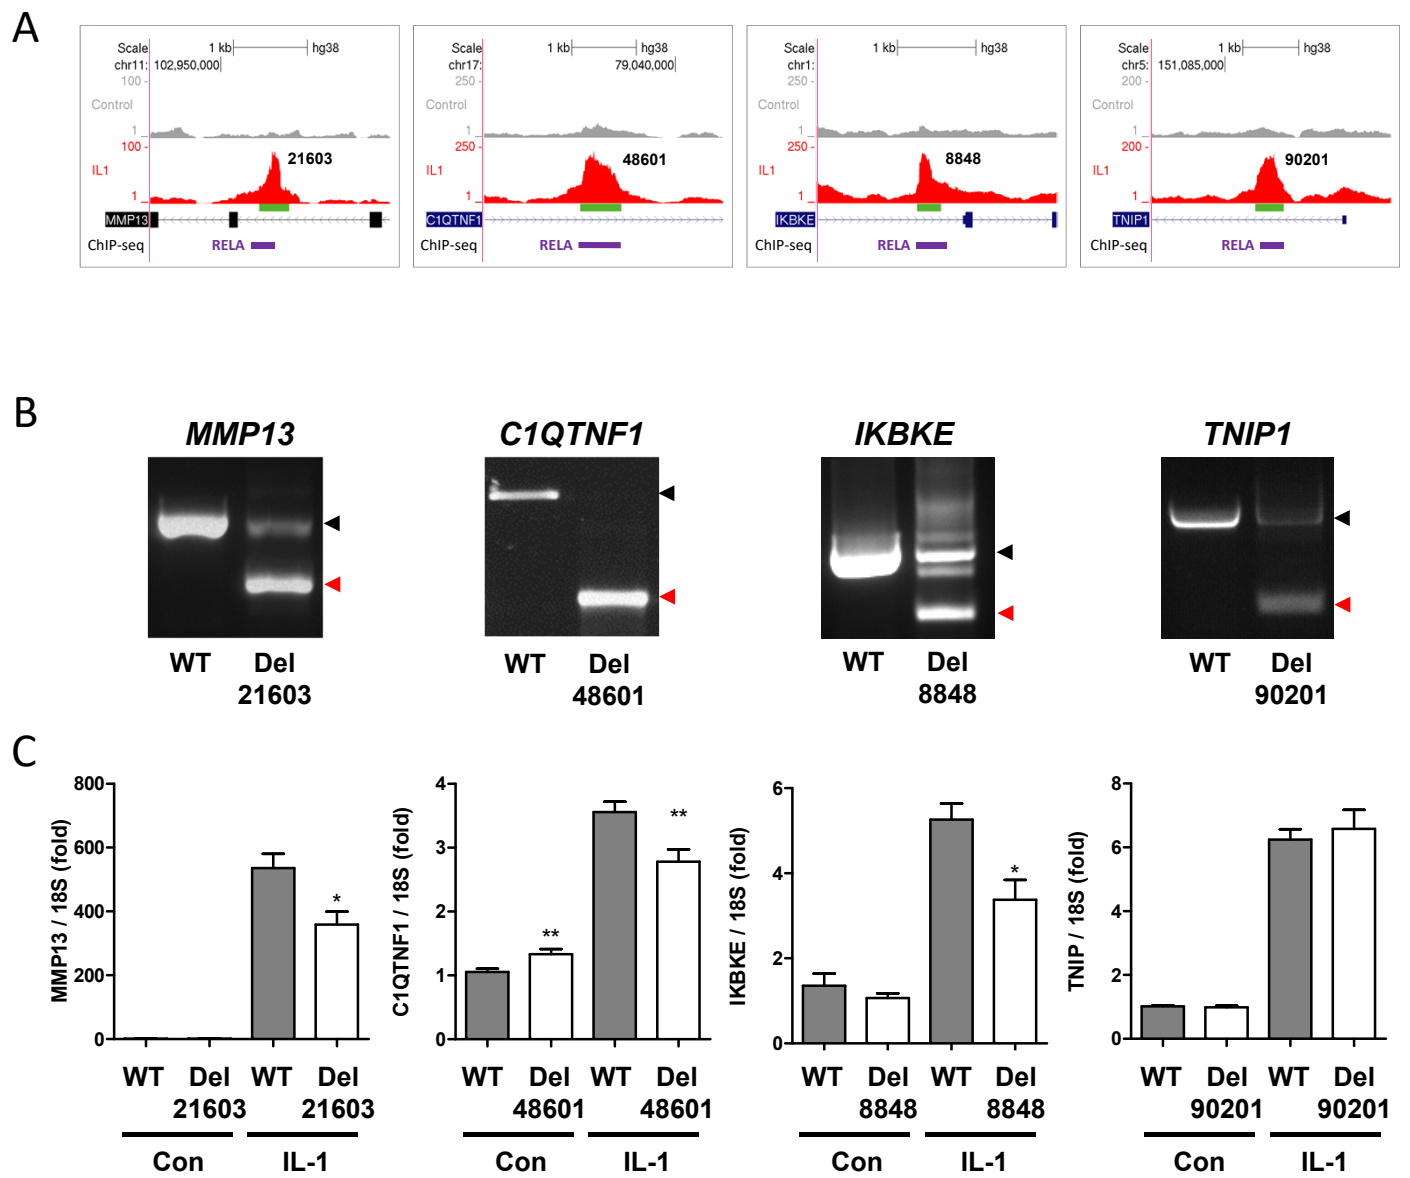 A
Scale 1 kb hg38
chr11: 102,950,000
100 -
Control
1 _
100 -
21603
IL1
1 _
MMP13
ChIP-seq RELA
Scale 1 kb hg38
chr17: 79,040,000
250 -
Control
1 _
250 -
48601
IL1
1 _
C1QTNF1
ChIP-seq RELA
Scale 1 kb hg38
chr1:
250 -
Control
1 _
250 -
8848
IL1
1 _
IKBKE
ChIP-seq RELA
Scale 1 kb hg38
chr5: 151,085,000
200 -
Control
1 _
200 -
90201
IL1
1 _
TNIP1
ChIP-seq RELA
B
MMP13 C1QTNF1 IKBKE TNIP1
WT Del 21603
WT Del 48601
WT Del 8848
WT Del 90201
C
MMP13 / 18S (fold)
800
600
400
200
0
*
WT Del 21603 WT Del 21603
Con IL-1
C1QTNF1 / 18S (fold)
4
3
2
1
0
**
**
WT Del 48601 WT Del 48601
Con IL-1
IKBKE / 18S (fold)
6
4
2
0
*
WT Del 8848 WT Del 8848
Con IL-1
TNIP / 18S (fold)
8
6
4
2
0
WT Del 90201 WT Del 90201
Con IL-1